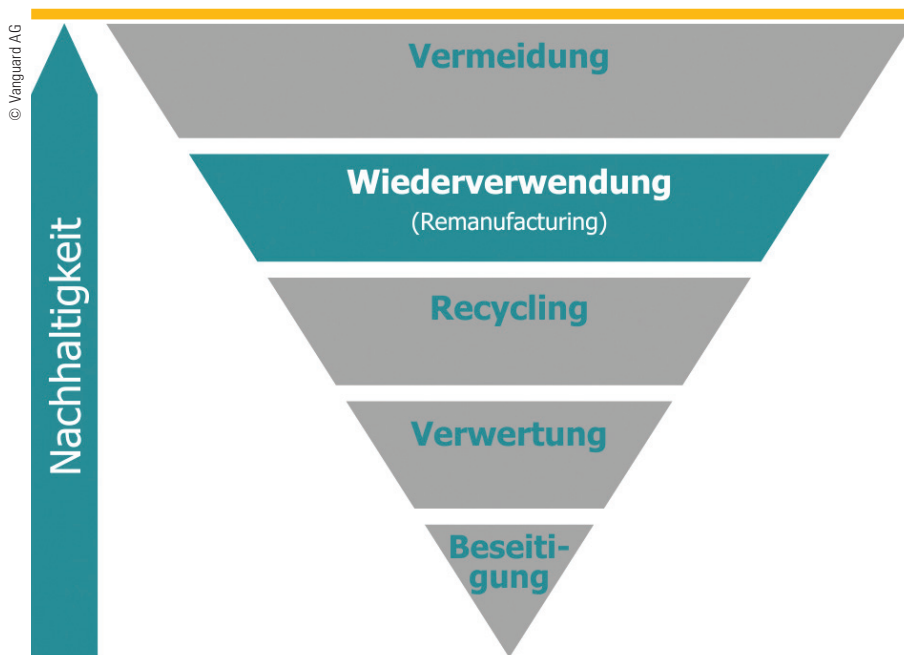 © Vanguard AG
Nachhaltigkeit
Vermeidung
Wiederverwendung
(Remanufacturing)
Recycling
Verwertung
Beseiti-
gung